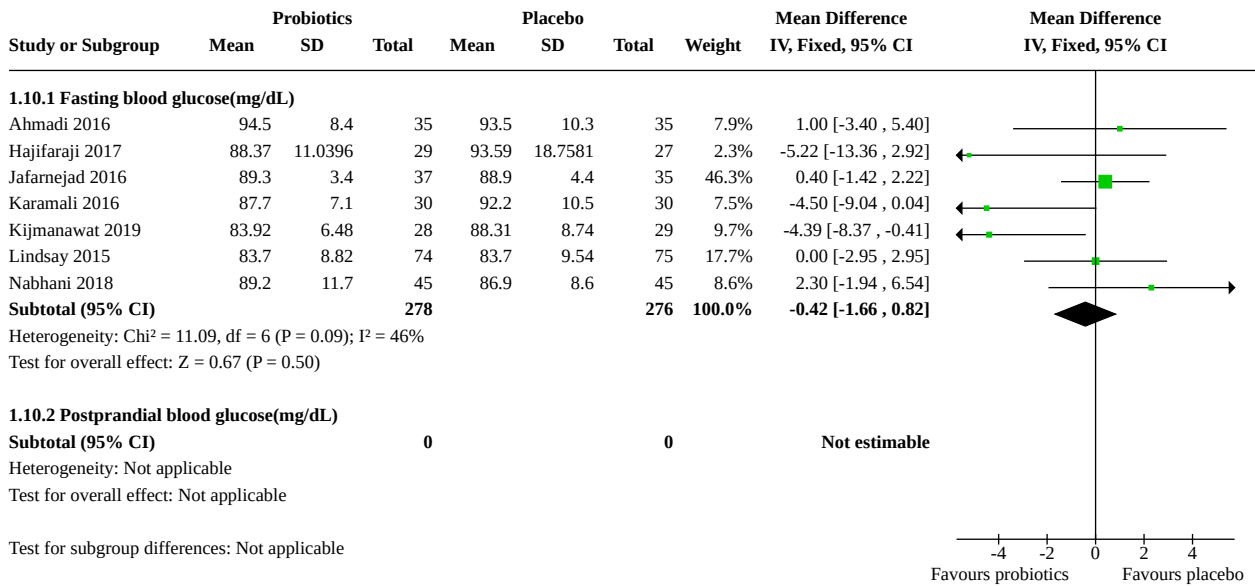 Probiotics Placebo Mean Difference Mean Difference
Study or Subgroup Mean SD Total Mean SD Total Weight IV, Fixed, 95% CI IV, Fixed, 95% CI
1.10.1 Fasting blood glucose(mg/dL)
Ahmadi 2016 94.5 8.4 35 93.5 10.3 35 7.9% 1.00 [-3.40 , 5.40]
Hajifaraji 2017 88.37 11.0396 29 93.59 18.7581 27 2.3% -5.22 [-13.36 , 2.92]
Jafarnejad 2016 89.3 3.4 37 88.9 4.4 35 46.3% 0.40 [-1.42 , 2.22]
Karamali 2016 87.7 7.1 30 92.2 10.5 30 7.5% -4.50 [-9.04 , 0.04]
Kijmanawat 2019 83.92 6.48 28 88.31 8.74 29 9.7% -4.39 [-8.37 , -0.41]
Lindsay 2015 83.7 8.82 74 83.7 9.54 75 17.7% 0.00 [-2.95 , 2.95]
Nabhani 2018 89.2 11.7 45 86.9 8.6 45 8.6% 2.30 [-1.94 , 6.54]
Subtotal (95% CI) 278 276 100.0% -0.42 [-1.66 , 0.82]
Heterogeneity: Chi² = 11.09, df = 6 (P = 0.09); I² = 46%
Test for overall effect: Z = 0.67 (P = 0.50)
1.10.2 Postprandial blood glucose(mg/dL)
Subtotal (95% CI) 0 0 Not estimable
Heterogeneity: Not applicable
Test for overall effect: Not applicable
Test for subgroup differences: Not applicable
-4 -2 0 2 4
Favours probiotics Favours placebo